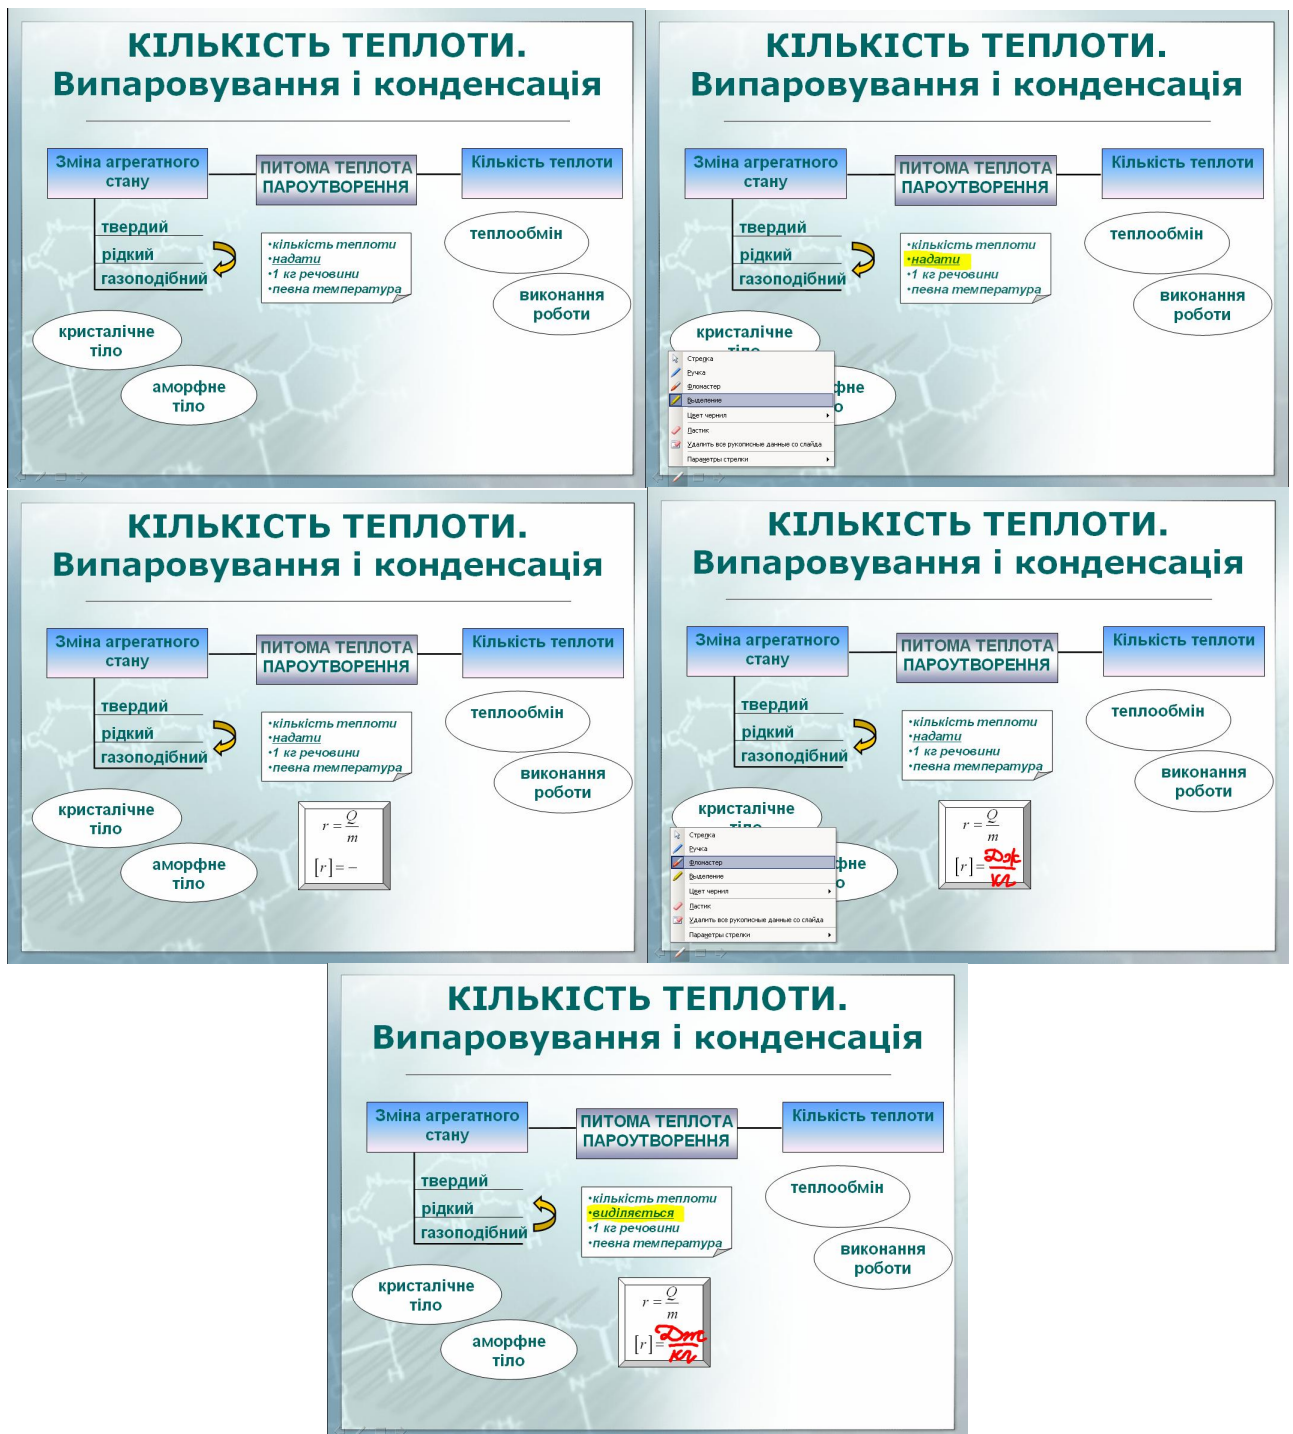 КІЛЬКІСТЬ ТЕПЛОТИ.
Випаровування і конденсація
Зміна агрегатного
стану
ПИТОМА ТЕПЛОТА
ПАРОУТВОРЕННЯ
Кількість теплоти
твердий
рідкий
газоподібний
•кількість теплоти
•надати
•1 кг речовини
•певна температура
теплообмін
виконання
роботи
кристалічне
тіло
аморфне
тіло
КІЛЬКІСТЬ ТЕПЛОТИ.
Випаровування і конденсація
Зміна агрегатного
стану
ПИТОМА ТЕПЛОТА
ПАРОУТВОРЕННЯ
Кількість теплоти
твердий
рідкий
газоподібний
•кількість теплоти
•надати
•1 кг речовини
•певна температура
теплообмін
виконання
роботи
кристалічне
тіло
фне
о
Стрелка
Ручка
Фломастер
Выделение
Цвет чернил
Ластик
Удалить все рукописные данные со слайда
Параметры стрелки
КІЛЬКІСТЬ ТЕПЛОТИ.
Випаровування і конденсація
Зміна агрегатного
стану
ПИТОМА ТЕПЛОТА
ПАРОУТВОРЕННЯ
Кількість теплоти
твердий
рідкий
газоподібний
•кількість теплоти
•надати
•1 кг речовини
•певна температура
теплообмін
виконання
роботи
кристалічне
тіло
аморфне
тіло
r = Q/m
[r] = –
КІЛЬКІСТЬ ТЕПЛОТИ.
Випаровування і конденсація
Зміна агрегатного
стану
ПИТОМА ТЕПЛОТА
ПАРОУТВОРЕННЯ
Кількість теплоти
твердий
рідкий
газоподібний
•кількість теплоти
•надати
•1 кг речовини
•певна температура
теплообмін
виконання
роботи
кристалічне
тіло
фне
о
r = Q/m
[r] = Дж/кг
Стрелка
Ручка
Фломастер
Выделение
Цвет чернил
Ластик
Удалить все рукописные данные со слайда
Параметры стрелки
КІЛЬКІСТЬ ТЕПЛОТИ.
Випаровування і конденсація
Зміна агрегатного
стану
ПИТОМА ТЕПЛОТА
ПАРОУТВОРЕННЯ
Кількість теплоти
твердий
рідкий
газоподібний
•кількість теплоти
•виділяється
•1 кг речовини
•певна температура
теплообмін
виконання
роботи
кристалічне
тіло
аморфне
тіло
r = Q/m
[r] = Дж/кг